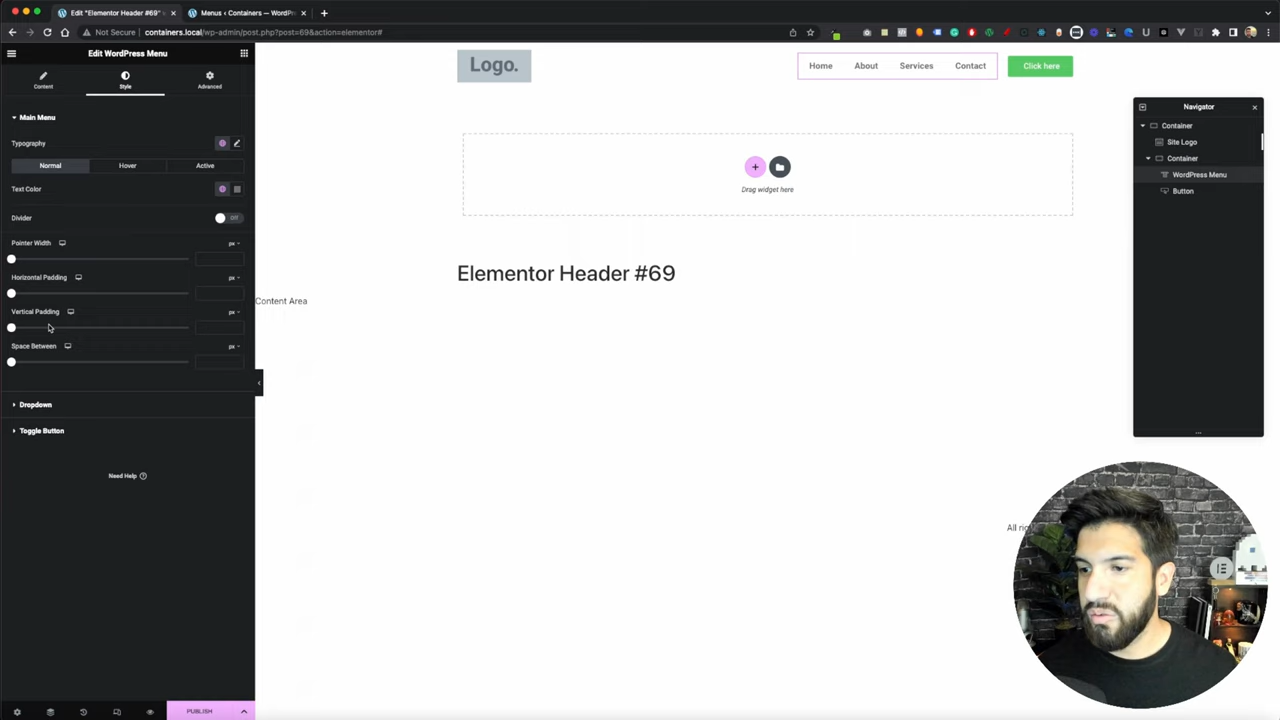 Edit "Elementor Header #69"
Menus ‹ Containers — WordPr
Not Secure
containers.local/wp-admin/post.php?post=69&action=elementor#
Edit WordPress Menu
Content
Style
Advanced
Main Menu
Typography
Normal
Hover
Active
Text Color
Divider
Off
Pointer Width
px
Horizontal Padding
px
Vertical Padding
px
Space Between
px
Dropdown
Toggle Button
Need Help
PUBLISH
Logo.
Home
About
Services
Contact
Click here
Drag widget here
Elementor Header #69
Content Area
All
Navigator
Container
Site Logo
Container
WordPress Menu
Button